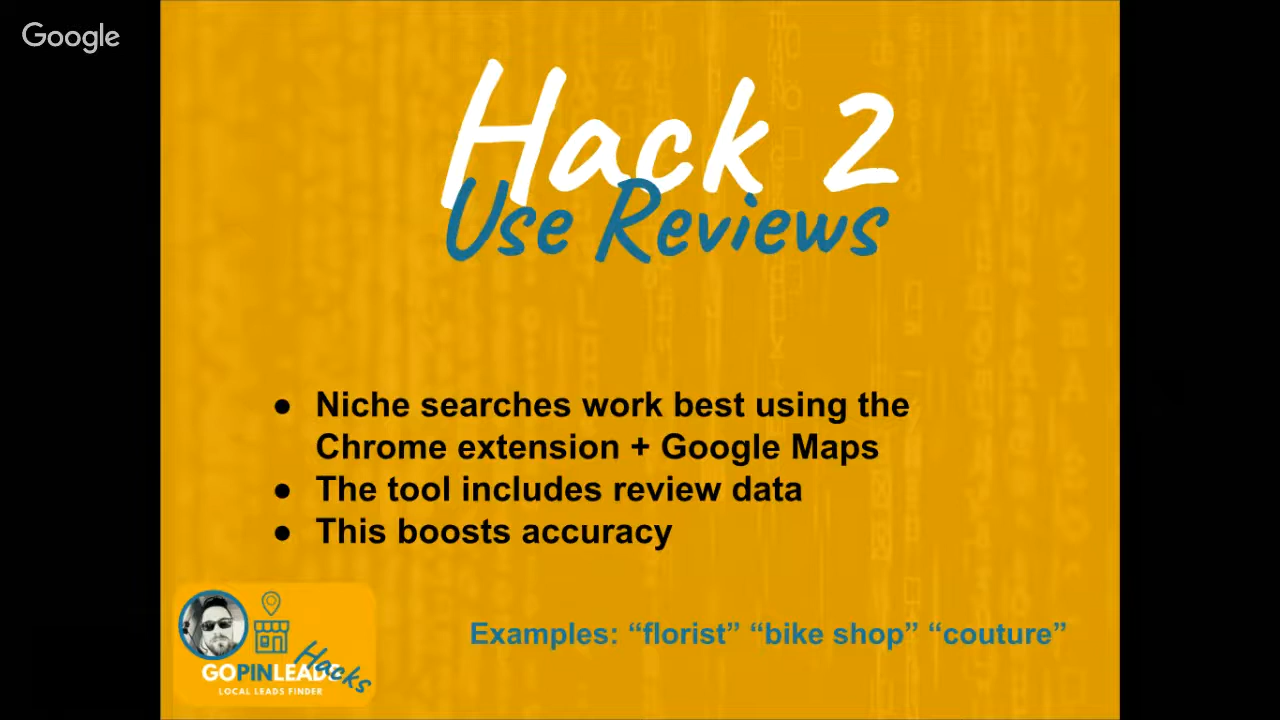 Google
Hack 2
Use Reviews
● Niche searches work best using the
Chrome extension + Google Maps
● The tool includes review data
● This boosts accuracy
Examples: “florist” “bike shop” “couture”
GOPINLEADS
Hacks
LOCAL LEADS FINDER